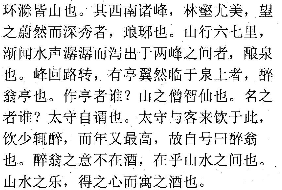 环滁皆山也。其西南诸峰，林壑尤美，望
之蔚然而深秀者，琅琊也。山行六七里，
渐闻水声潺潺而泻出于两峰之间者，酿泉
也。峰回路转，有亭翼然临于泉上者，醉
翁亭也。作亭者谁？山之僧智仙也。名之
者谁？太守自谓也。太守与客来饮于此，
饮少辄醉，而年又最高，故自号曰醉翁
也。醉翁之意不在酒，在乎山水之间也。
山水之乐，得之心而寓之酒也。